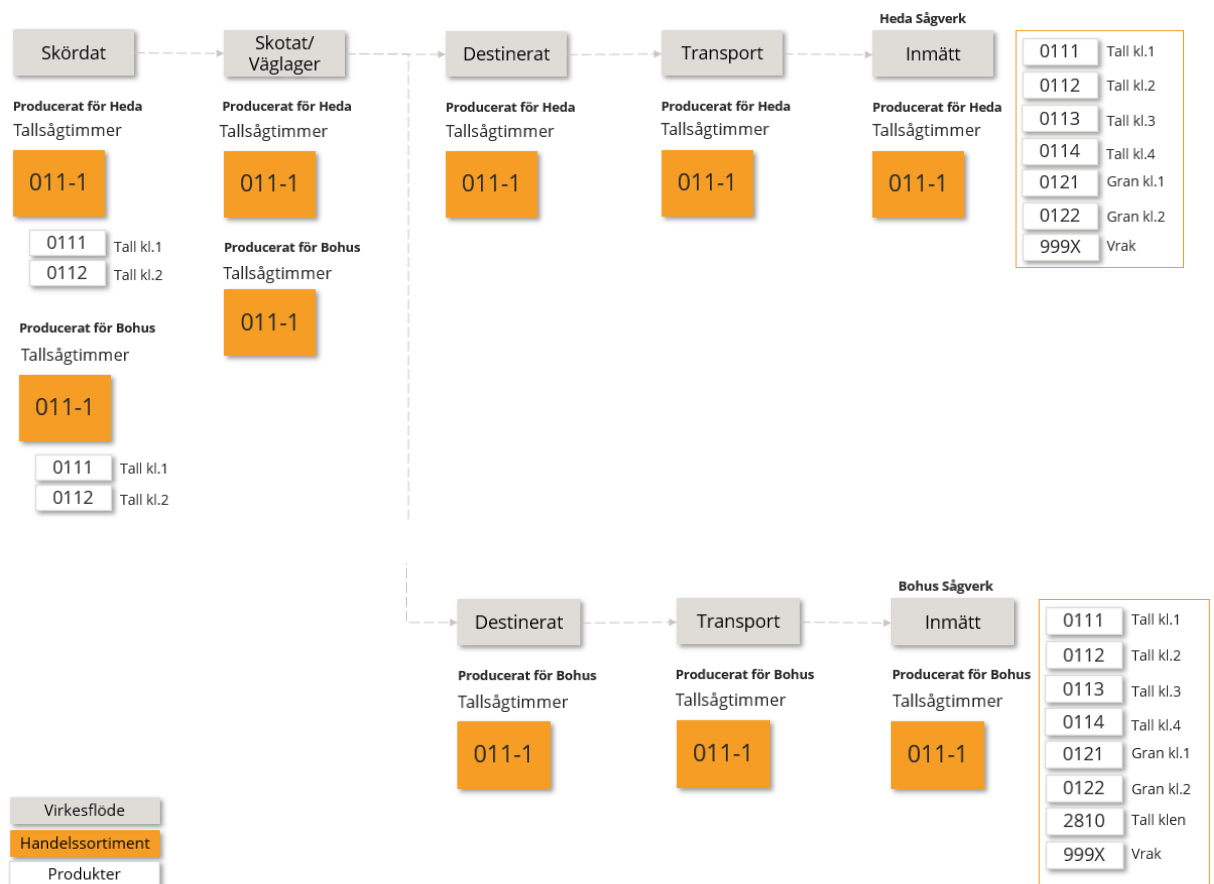 Heda Sågverk
Skördat
Skotat/
Väglager
Destinerat
Transport
Inmätt
Producerat för Heda
Tallsågtimmer
011-1
0111 Tall kl.1
0112 Tall kl.2
Producerat för Bohus
Tallsågtimmer
011-1
0111 Tall kl.1
0112 Tall kl.2
Producerat för Heda
Tallsågtimmer
011-1
Producerat för Bohus
Tallsågtimmer
011-1
Producerat för Heda
Tallsågtimmer
011-1
Producerat för Heda
Tallsågtimmer
011-1
Producerat för Heda
Tallsågtimmer
011-1
0111 Tall kl.1
0112 Tall kl.2
0113 Tall kl.3
0114 Tall kl.4
0121 Gran kl.1
0122 Gran kl.2
999X Vrak
Bohus Sågverk
Destinerat
Transport
Inmätt
Producerat för Bohus
Tallsågtimmer
011-1
Producerat för Bohus
Tallsågtimmer
011-1
Producerat för Bohus
Tallsågtimmer
011-1
0111 Tall kl.1
0112 Tall kl.2
0113 Tall kl.3
0114 Tall kl.4
0121 Gran kl.1
0122 Gran kl.2
2810 Tall klen
999X Vrak
Virkesflöde
Handelssortiment
Produkter